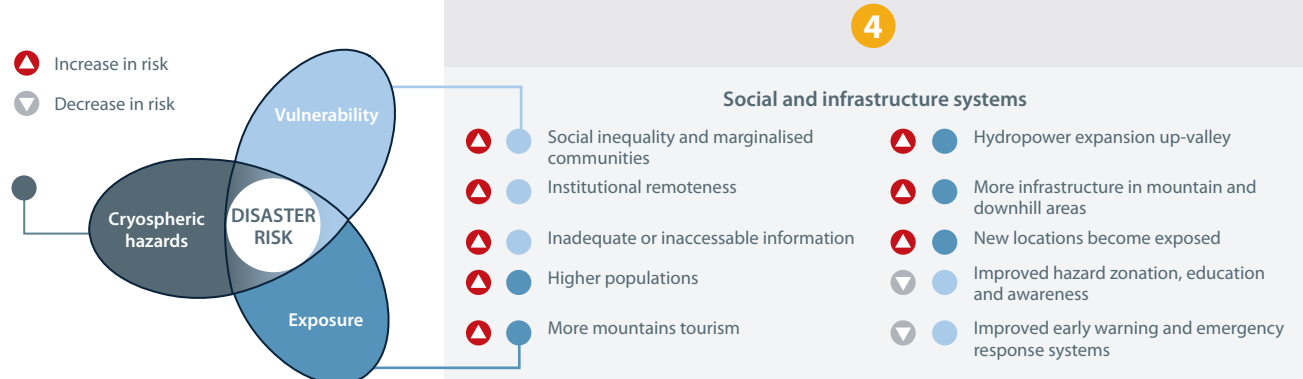 4
Increase in risk
Decrease in risk
Vulnerability
Cryospheric
hazards
DISASTER
RISK
Exposure
Social and infrastructure systems
Social inequality and marginalised
communities
Institutional remoteness
Inadequate or inaccessable information
Higher populations
More mountains tourism
Hydropower expansion up-valley
More infrastructure in mountain and
downhill areas
New locations become exposed
Improved hazard zonation, education
and awareness
Improved early warning and emergency
response systems